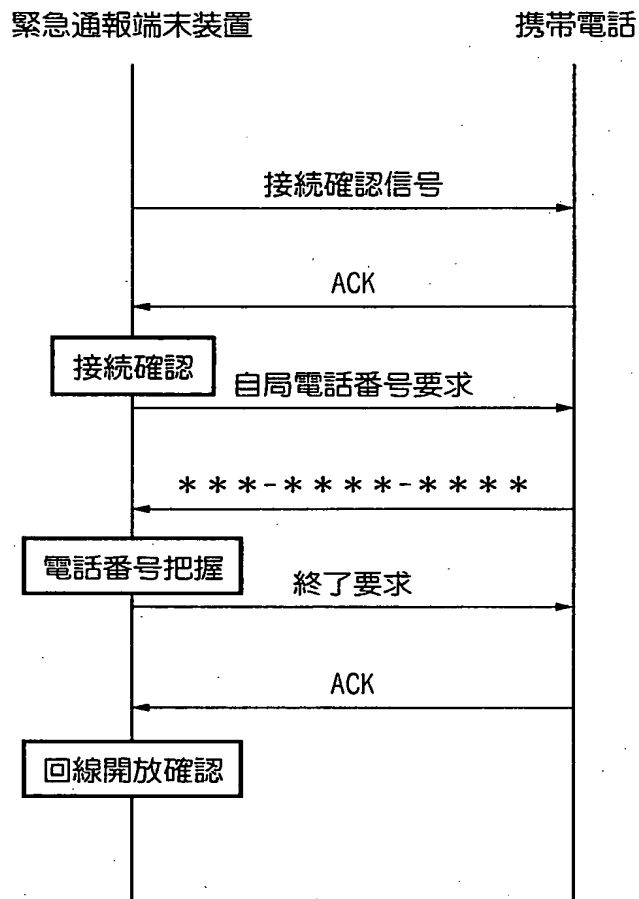 緊急通報端末装置 携帯電話
接続確認信号
ACK
接続確認
自局電話番号要求
***-****-****
電話番号把握
終了要求
ACK
回線開放確認